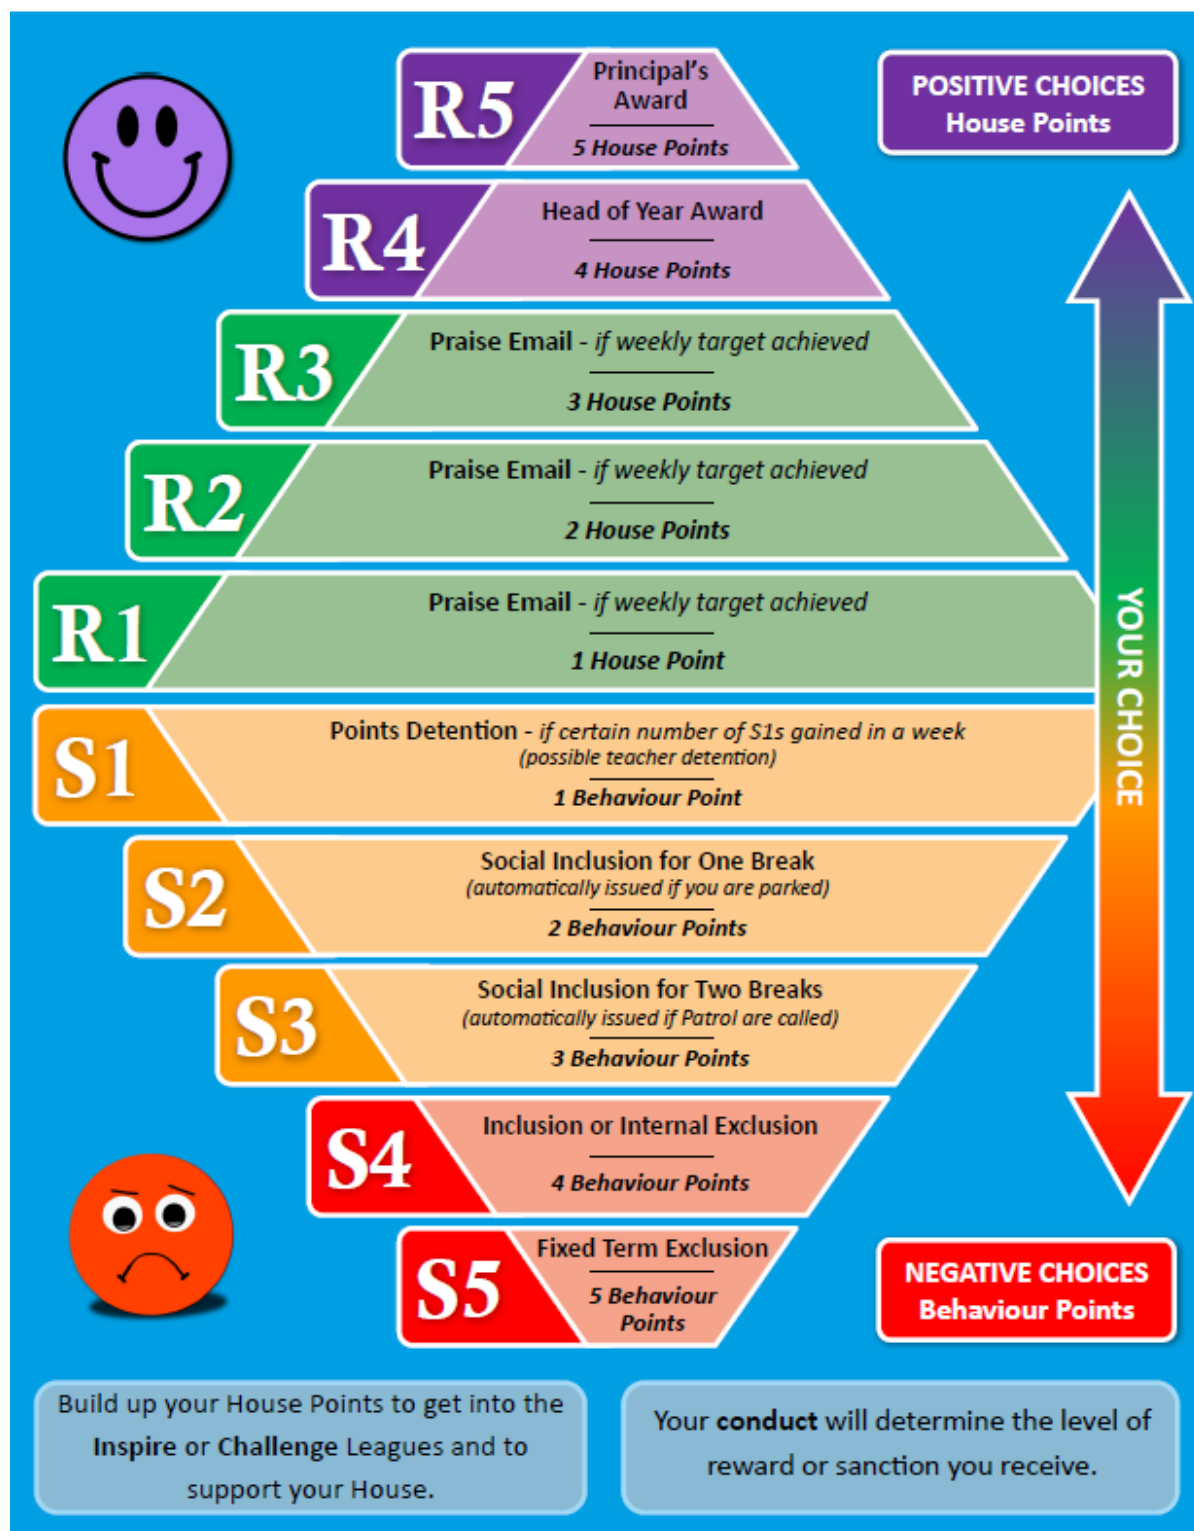 R5
Principal's
Award
5 House Points
POSITIVE CHOICES
House Points
R4
Head of Year Award
4 House Points
R3
Praise Email - if weekly target achieved
3 House Points
R2
Praise Email - if weekly target achieved
2 House Points
R1
Praise Email - if weekly target achieved
1 House Point
YOUR CHOICE
S1
Points Detention - if certain number of S1s gained in a week
(possible teacher detention)
1 Behaviour Point
S2
Social Inclusion for One Break
(automatically issued if you are parked)
2 Behaviour Points
S3
Social Inclusion for Two Breaks
(automatically issued if Patrol are called)
3 Behaviour Points
S4
Inclusion or Internal Exclusion
4 Behaviour Points
S5
Fixed Term Exclusion
5 Behaviour
Points
NEGATIVE CHOICES
Behaviour Points
Build up your House Points to get into the
Inspire or Challenge Leagues and to
support your House.
Your conduct will determine the level of
reward or sanction you receive.